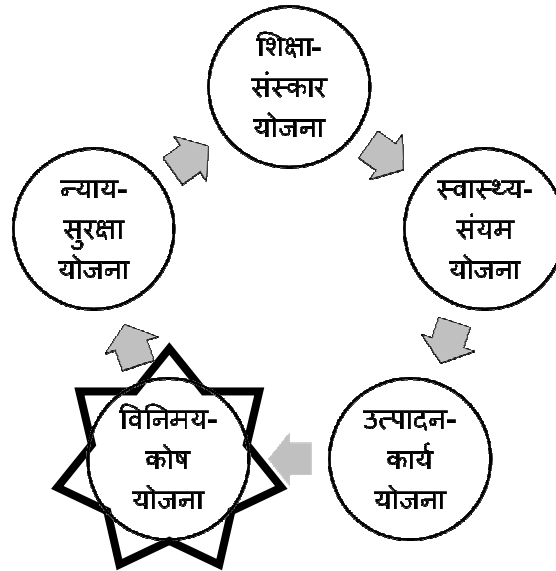 शिक्षा-
संस्कार
योजना
स्वास्थ्य-
संयम
योजना
उत्पादन-
कार्य
योजना
विनिमय-
कोष
योजना
न्याय-
सुरक्षा
योजना